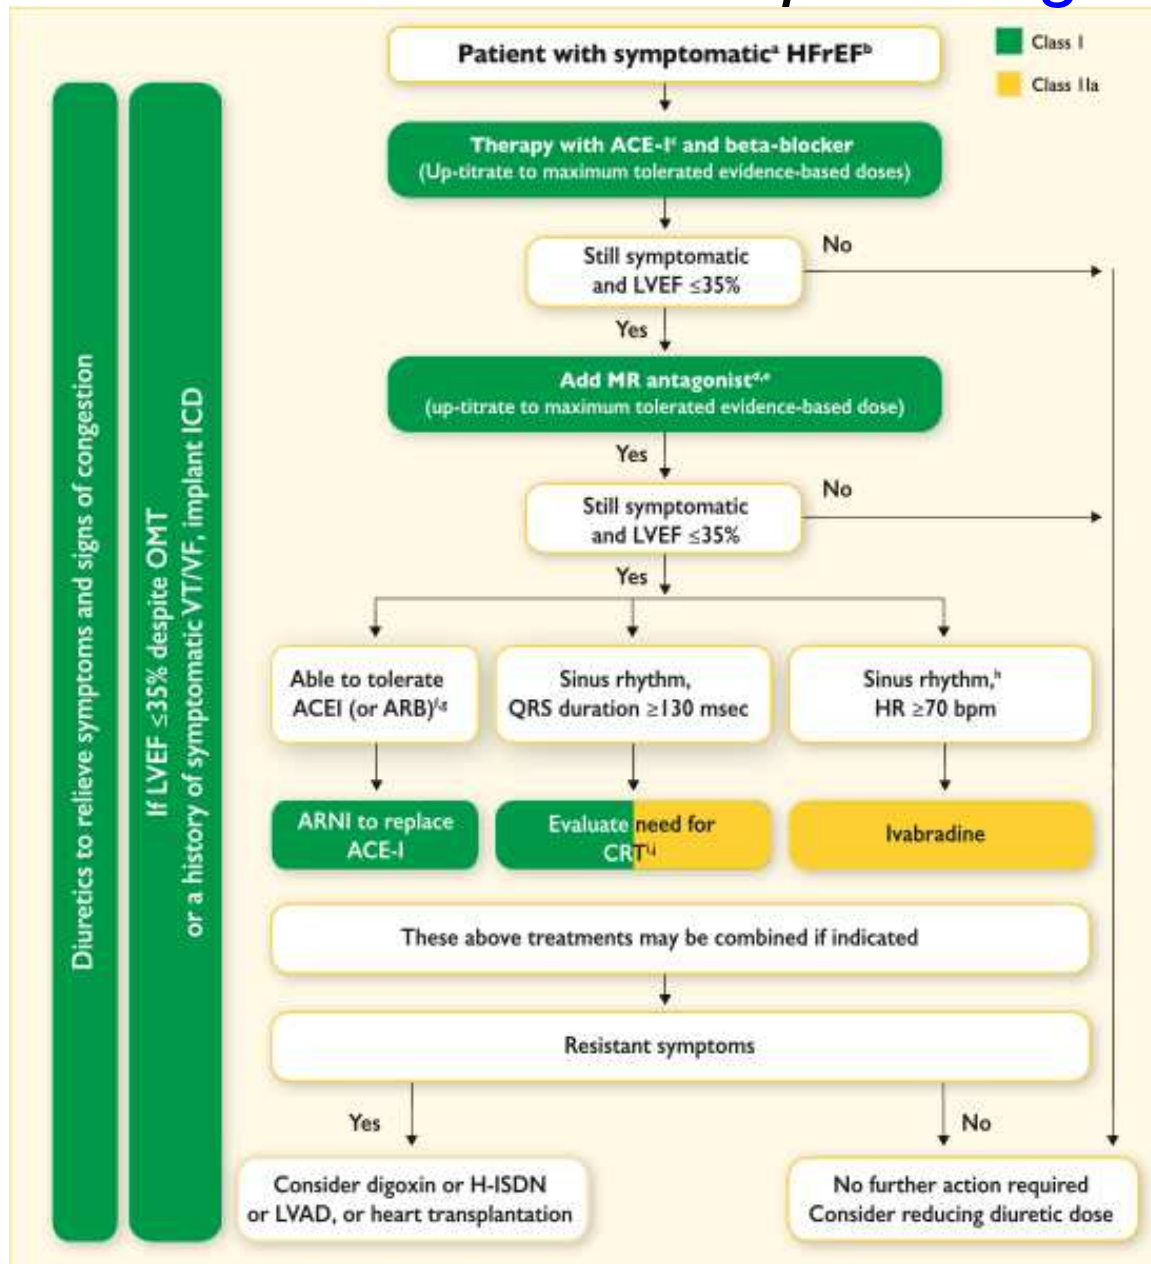 Patient with symptomaticᵃ HFrEFᵇ
Class I
Class IIa
Therapy with ACE-Iᶜ and beta-blocker
(Up-titrate to maximum tolerated evidence-based doses)
Still symptomatic
and LVEF ≤35%
No
Yes
Add MR antagonistᵈ,ᵉ
(up-titrate to maximum tolerated evidence-based dose)
Yes
Still symptomatic
and LVEF ≤35%
No
Yes
Able to tolerate
ACEI (or ARB)ᶠ,ᵍ
Sinus rhythm,
QRS duration ≥130 msec
Sinus rhythm,ʰ
HR ≥70 bpm
ARNI to replace
ACE-I
Evaluate need for
CRTⁱ,ʲ
Ivabradine
These above treatments may be combined if indicated
Resistant symptoms
Yes
No
Consider digoxin or H-ISDN
or LVAD, or heart transplantation
No further action required
Consider reducing diuretic dose
Diuretics to relieve symptoms and signs of congestion
If LVEF ≤35% despite OMT
or a history of symptomatic VT/VF, implant ICD